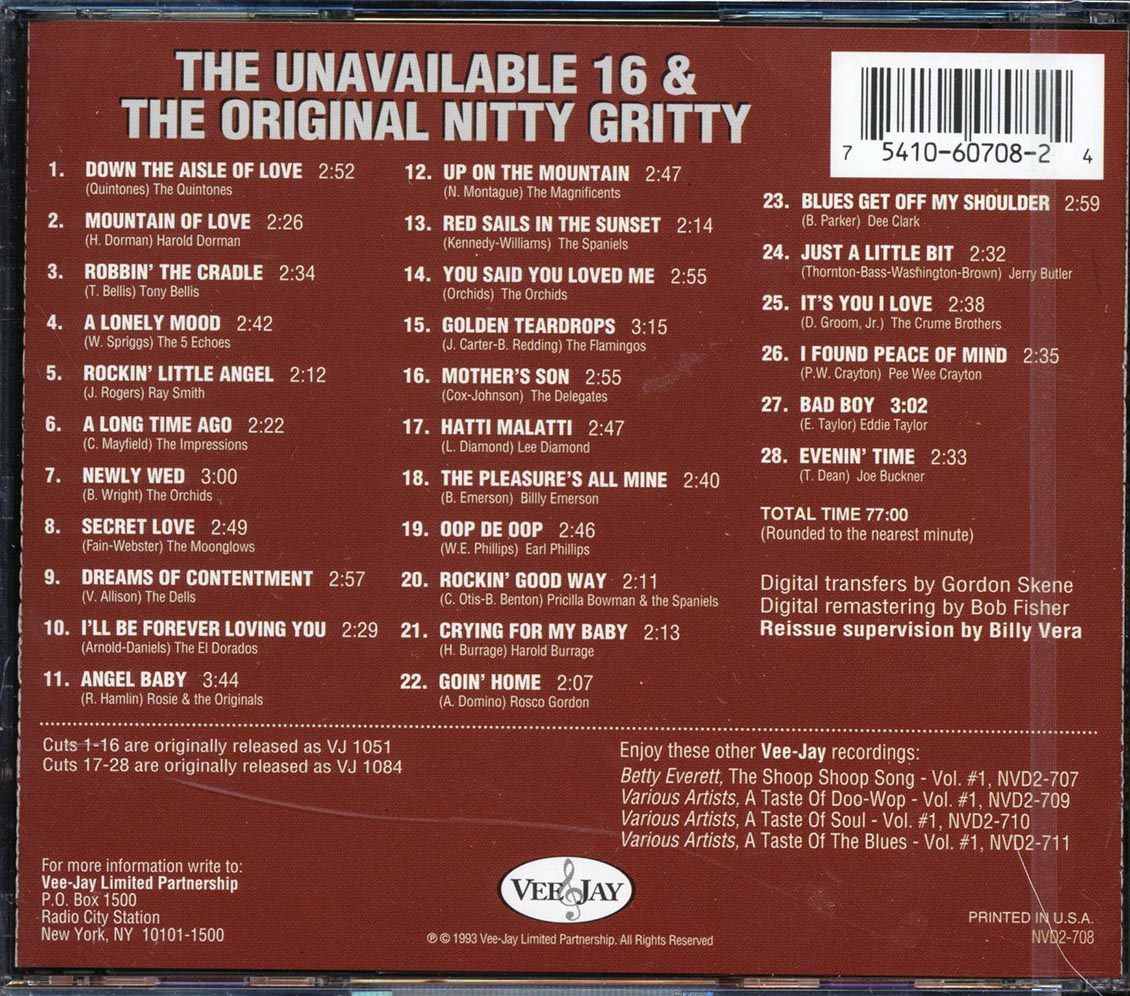 THE UNAVAILABLE 16 &
THE ORIGINAL NITTY GRITTY
7 5410-60708-2 4
1. DOWN THE AISLE OF LOVE 2:52
(Quintones) The Quintones
2. MOUNTAIN OF LOVE 2:26
(H. Dorman) Harold Dorman
3. ROBBIN' THE CRADLE 2:34
(T. Bellis) Tony Bellis
4. A LONELY MOOD 2:42
(W. Spriggs) The 5 Echoes
5. ROCKIN' LITTLE ANGEL 2:12
(J. Rogers) Ray Smith
6. A LONG TIME AGO 2:22
(C. Mayfield) The Impressions
7. NEWLY WED 3:00
(B. Wright) The Orchids
8. SECRET LOVE 2:49
(Fain-Webster) The Moonglows
9. DREAMS OF CONTENTMENT 2:57
(V. Allison) The Dells
10. I'LL BE FOREVER LOVING YOU 2:29
(Arnold-Daniels) The El Dorados
11. ANGEL BABY 3:44
(R. Hamlin) Rosie & the Originals
12. UP ON THE MOUNTAIN 2:47
(N. Montague) The Magnificents
13. RED SAILS IN THE SUNSET 2:14
(Kennedy-Williams) The Spaniels
14. YOU SAID YOU LOVED ME 2:55
(Orchids) The Orchids
15. GOLDEN TEARDROPS 3:15
(J. Carter-B. Redding) The Flamingos
16. MOTHER'S SON 2:55
(Cox-Johnson) The Delegates
17. HATTI MALATTI 2:47
(L. Diamond) Lee Diamond
18. THE PLEASURE'S ALL MINE 2:40
(B. Emerson) Billly Emerson
19. OOP DE OOP 2:46
(W.E. Phillips) Earl Phillips
20. ROCKIN' GOOD WAY 2:11
(C. Otis-B. Benton) Pricilla Bowman & the Spaniels
21. CRYING FOR MY BABY 2:13
(H. Burrage) Harold Burrage
22. GOIN' HOME 2:07
(A. Domino) Rosco Gordon
23. BLUES GET OFF MY SHOULDER 2:59
(B. Parker) Dee Clark
24. JUST A LITTLE BIT 2:32
(Thornton-Bass-Washington-Brown) Jerry Butler
25. IT'S YOU I LOVE 2:38
(D. Groom, Jr.) The Crume Brothers
26. I FOUND PEACE OF MIND 2:35
(P.W. Crayton) Pee Wee Crayton
27. BAD BOY 3:02
(E. Taylor) Eddie Taylor
28. EVENIN' TIME 2:33
(T. Dean) Joe Buckner
TOTAL TIME 77:00
(Rounded to the nearest minute)
Digital transfers by Gordon Skene
Digital remastering by Bob Fisher
Reissue supervision by Billy Vera
Cuts 1-16 are originally released as VJ 1051
Cuts 17-28 are originally released as VJ 1084
Enjoy these other Vee-Jay recordings:
Betty Everett, The Shoop Shoop Song - Vol. #1, NVD2-707
Various Artists, A Taste Of Doo-Wop - Vol. #1, NVD2-709
Various Artists, A Taste Of Soul - Vol. #1, NVD2-710
Various Artists, A Taste Of The Blues - Vol. #1, NVD2-711
For more information write to:
Vee-Jay Limited Partnership
P.O. Box 1500
Radio City Station
New York, NY 10101-1500
VEE JAY
℗ © 1993 Vee-Jay Limited Partnership. All Rights Reserved
PRINTED IN U.S.A.
NVD2-708